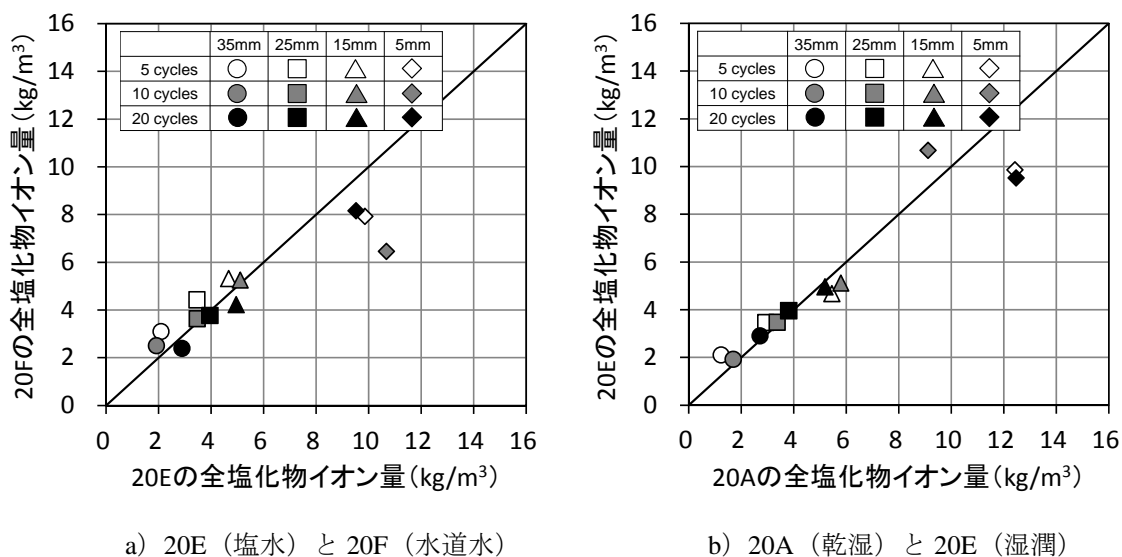 16
14
12
10
8
6
4
2
0
20Fの全塩化物イオン量（kg/m³）
35mm 25mm 15mm 5mm
5 cycles
10 cycles
20 cycles
0 2 4 6 8 10 12 14 16
20Eの全塩化物イオン量（kg/m³）
a）20E（塩水）と 20F（水道水）
16
14
12
10
8
6
4
2
0
20Eの全塩化物イオン量（kg/m³）
35mm 25mm 15mm 5mm
5 cycles
10 cycles
20 cycles
0 2 4 6 8 10 12 14 16
20Aの全塩化物イオン量（kg/m³）
b）20A（乾湿）と 20E（湿潤）